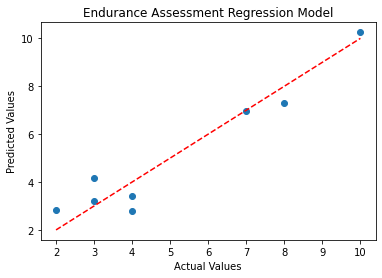 Endurance Assessment Regression Model
Predicted Values
10
8
6
4
2
2 3 4 5 6 7 8 9 10
Actual Values